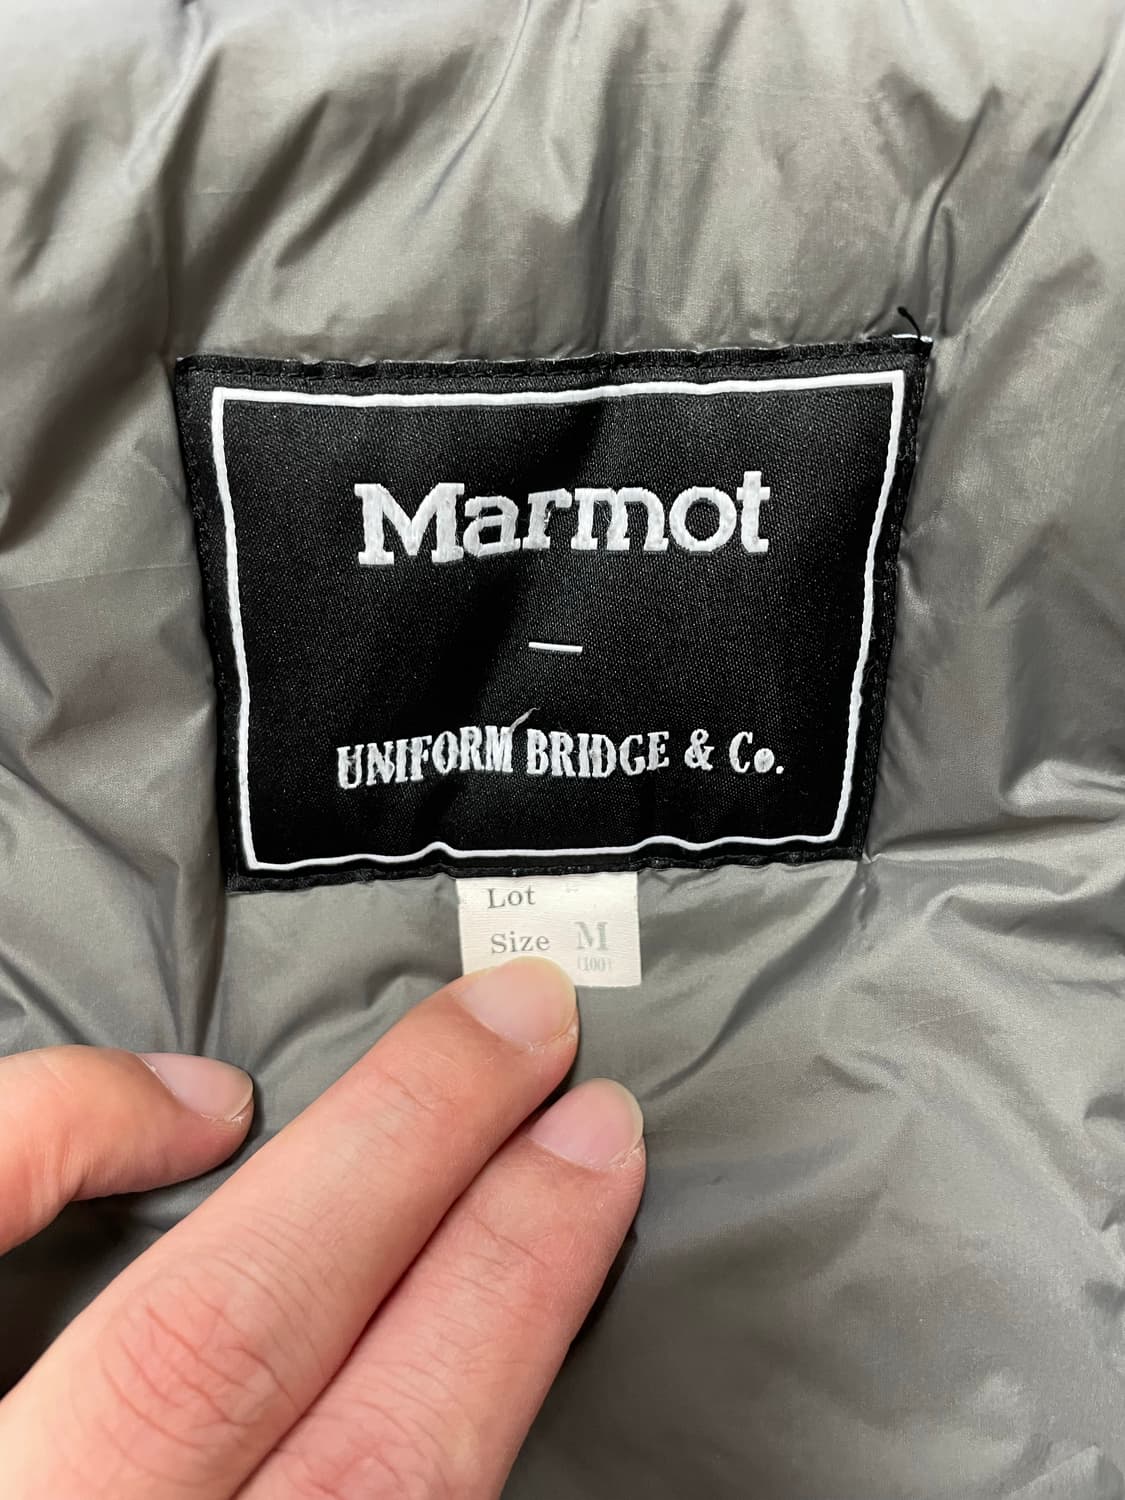 Marmot
—
UNIFORM BRIDGE & Co.
Lot
Size M
(100)